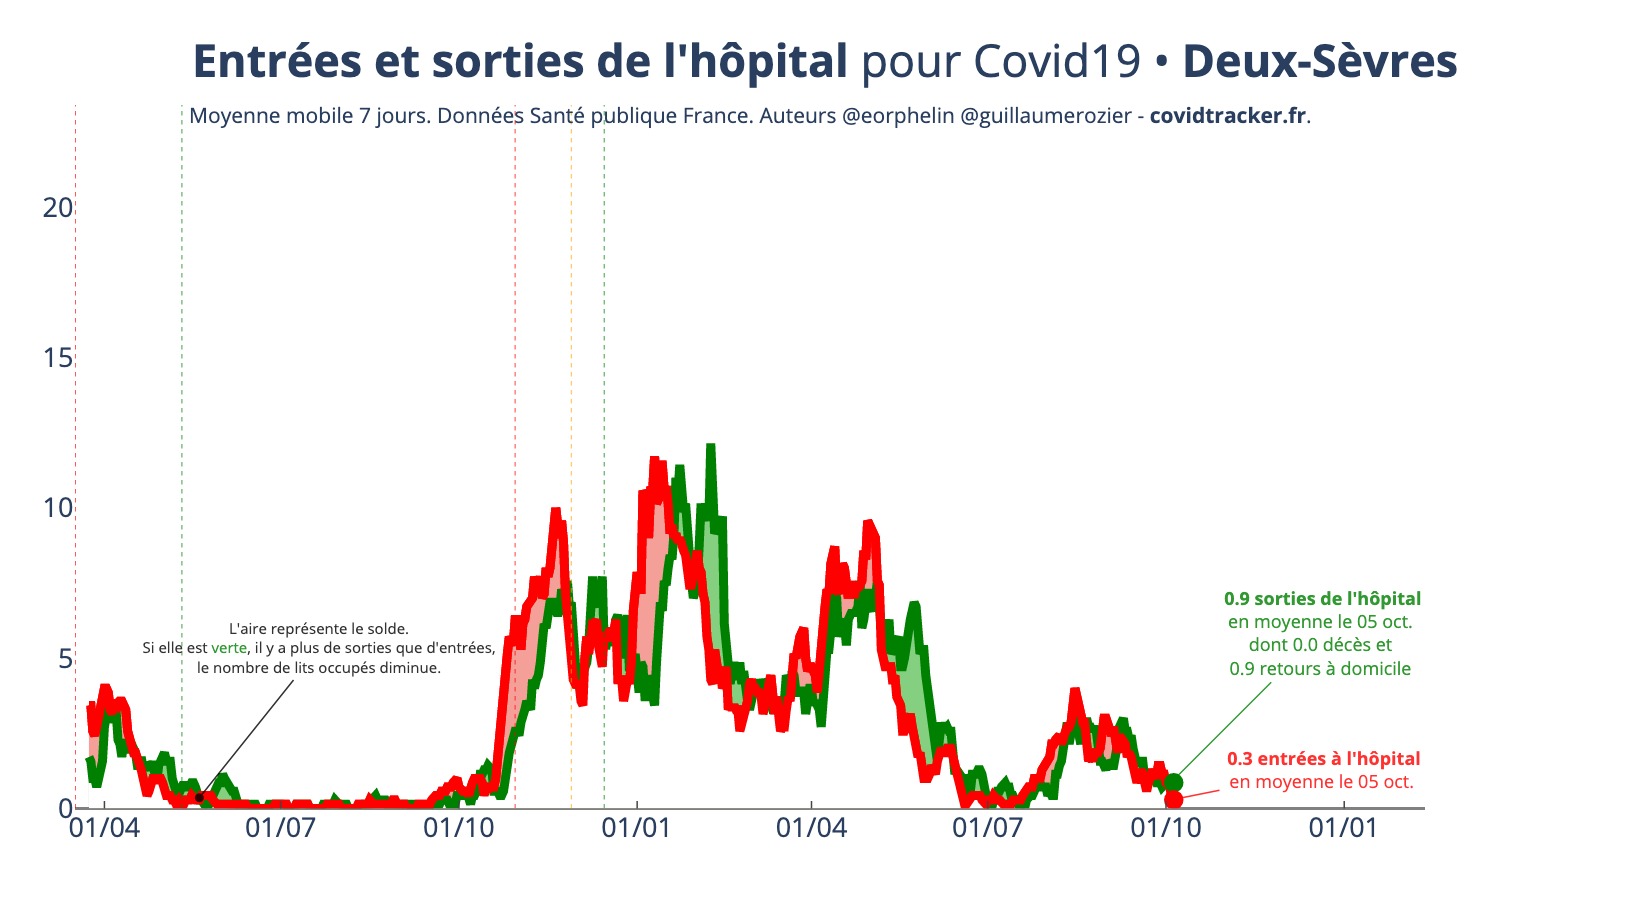 Entrées et sorties de l'hôpital pour Covid19 • Deux-Sèvres
Moyenne mobile 7 jours. Données Santé publique France. Auteurs @eorphelin @guillaumerozier - covidtracker.fr.
20
15
10
5
0
L'aire représente le solde.
Si elle est verte, il y a plus de sorties que d'entrées,
le nombre de lits occupés diminue.
0.9 sorties de l'hôpital
en moyenne le 05 oct.
dont 0.0 décès et
0.9 retours à domicile
0.3 entrées à l'hôpital
en moyenne le 05 oct.
01/04 01/07 01/10 01/01 01/04 01/07 01/10 01/01